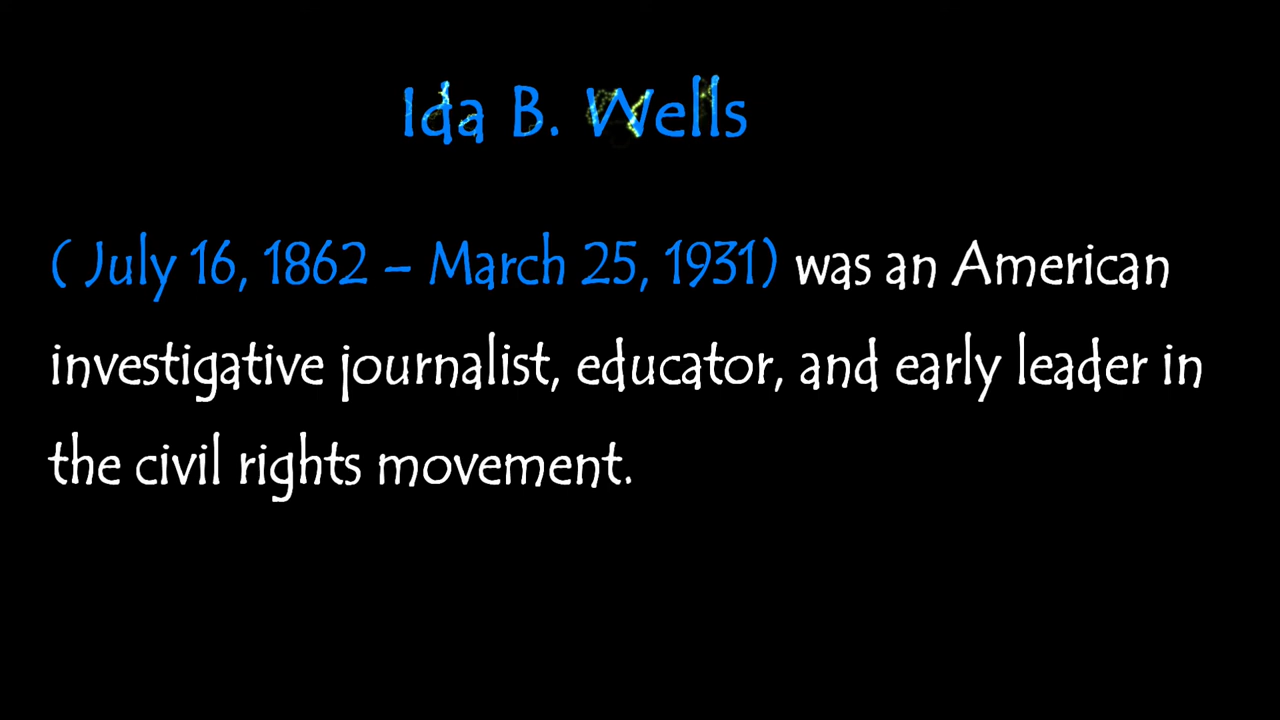 Ida B. Wells
( July 16, 1862 – March 25, 1931) was an American
investigative journalist, educator, and early leader in
the civil rights movement.